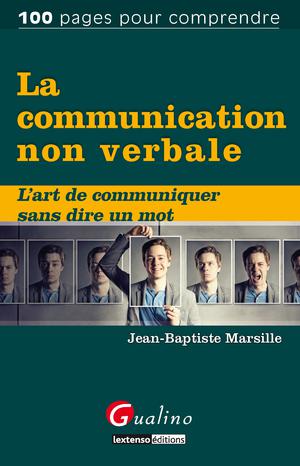 100 pages pour comprendre
La
communication
non verbale
L'art de communiquer
sans dire un mot
Jean-Baptiste Marsille
Gualino
lextenso éditions